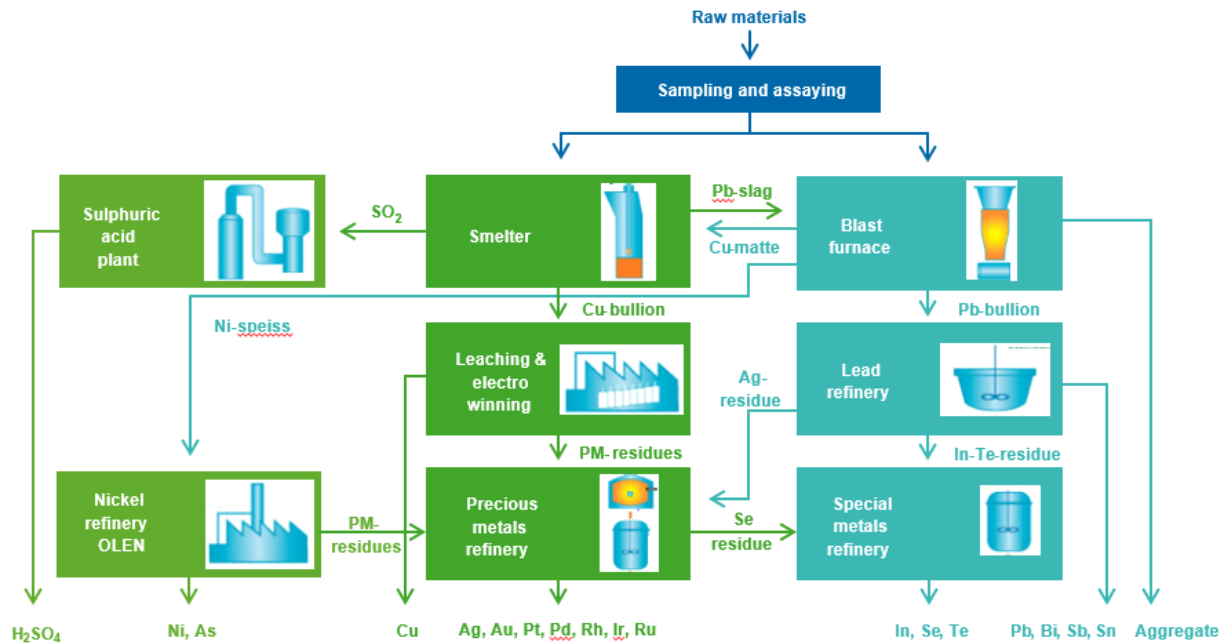 Raw materials
Sampling and assaying
Sulphuric
acid
plant
SO₂
Smelter
Pb-slag
Cu-matte
Blast
furnace
Ni-speiss
Cu-bullion
Pb-bullion
Leaching &
electro
winning
Ag-
residue
Lead
refinery
PM-residues
In-Te-residue
Nickel
refinery
OLEN
PM-
residues
Precious
metals
refinery
Se
residue
Special
metals
refinery
H₂SO₄
Ni, As
Cu
Ag, Au, Pt, Pd, Rh, Ir, Ru
In, Se, Te
Pb, Bi, Sb, Sn
Aggregate